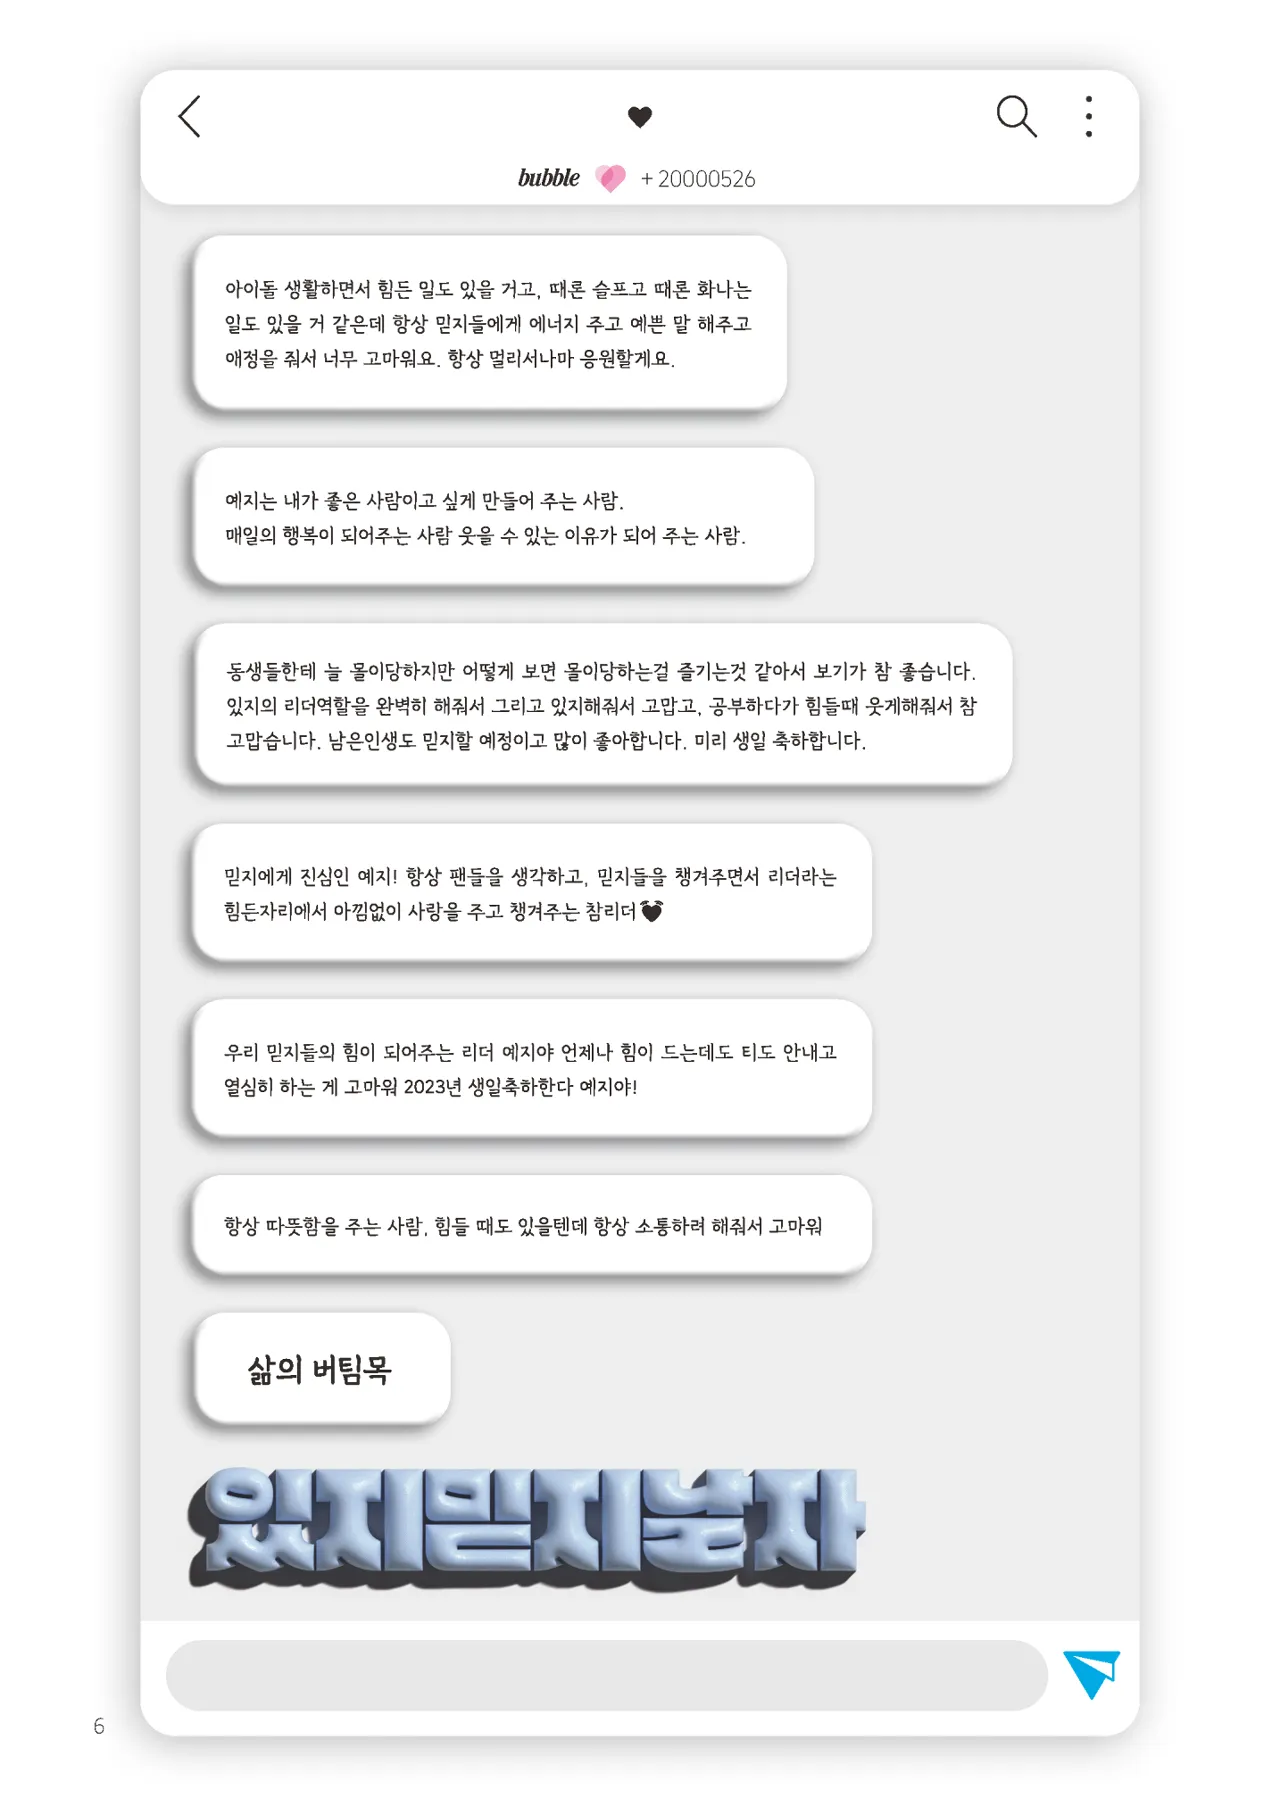 bubble + 20000526
아이돌 생활하면서 힘든 일도 있을 거고, 때론 슬프고 때론 화나는
일도 있을 거 같은데 항상 믿지들에게 에너지 주고 예쁜 말 해주고
애정을 줘서 너무 고마워요. 항상 멀리서나마 응원할게요.
예지는 내가 좋은 사람이고 싶게 만들어 주는 사람.
매일의 행복이 되어주는 사람 웃을 수 있는 이유가 되어 주는 사람.
동생들한테 늘 몰이당하지만 어떻게 보면 몰이당하는걸 즐기는것 같아서 보기가 참 좋습니다.
있지의 리더역할을 완벽히 해줘서 그리고 있지해줘서 고맙고, 공부하다가 힘들때 웃게해줘서 참
고맙습니다. 남은인생도 믿지할 예정이고 많이 좋아합니다. 미리 생일 축하합니다.
믿지에게 진심인 예지! 항상 팬들을 생각하고, 믿지들을 챙겨주면서 리더라는
힘든자리에서 아낌없이 사랑을 주고 챙겨주는 참리더
우리 믿지들의 힘이 되어주는 리더 예지야 언제나 힘이 드는데도 티도 안내고
열심히 하는 게 고마워 2023년 생일축하한다 예지야!
항상 따뜻함을 주는 사람, 힘들 때도 있을텐데 항상 소통하려 해줘서 고마워
삶의 버팀목
있지믿지날자
6